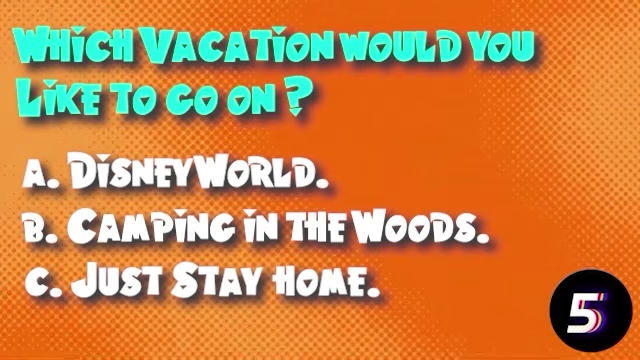 Which Vacation would you
Like to go on ?
A. DisneyWorld.
B. Camping in the Woods.
C. Just Stay Home.
5